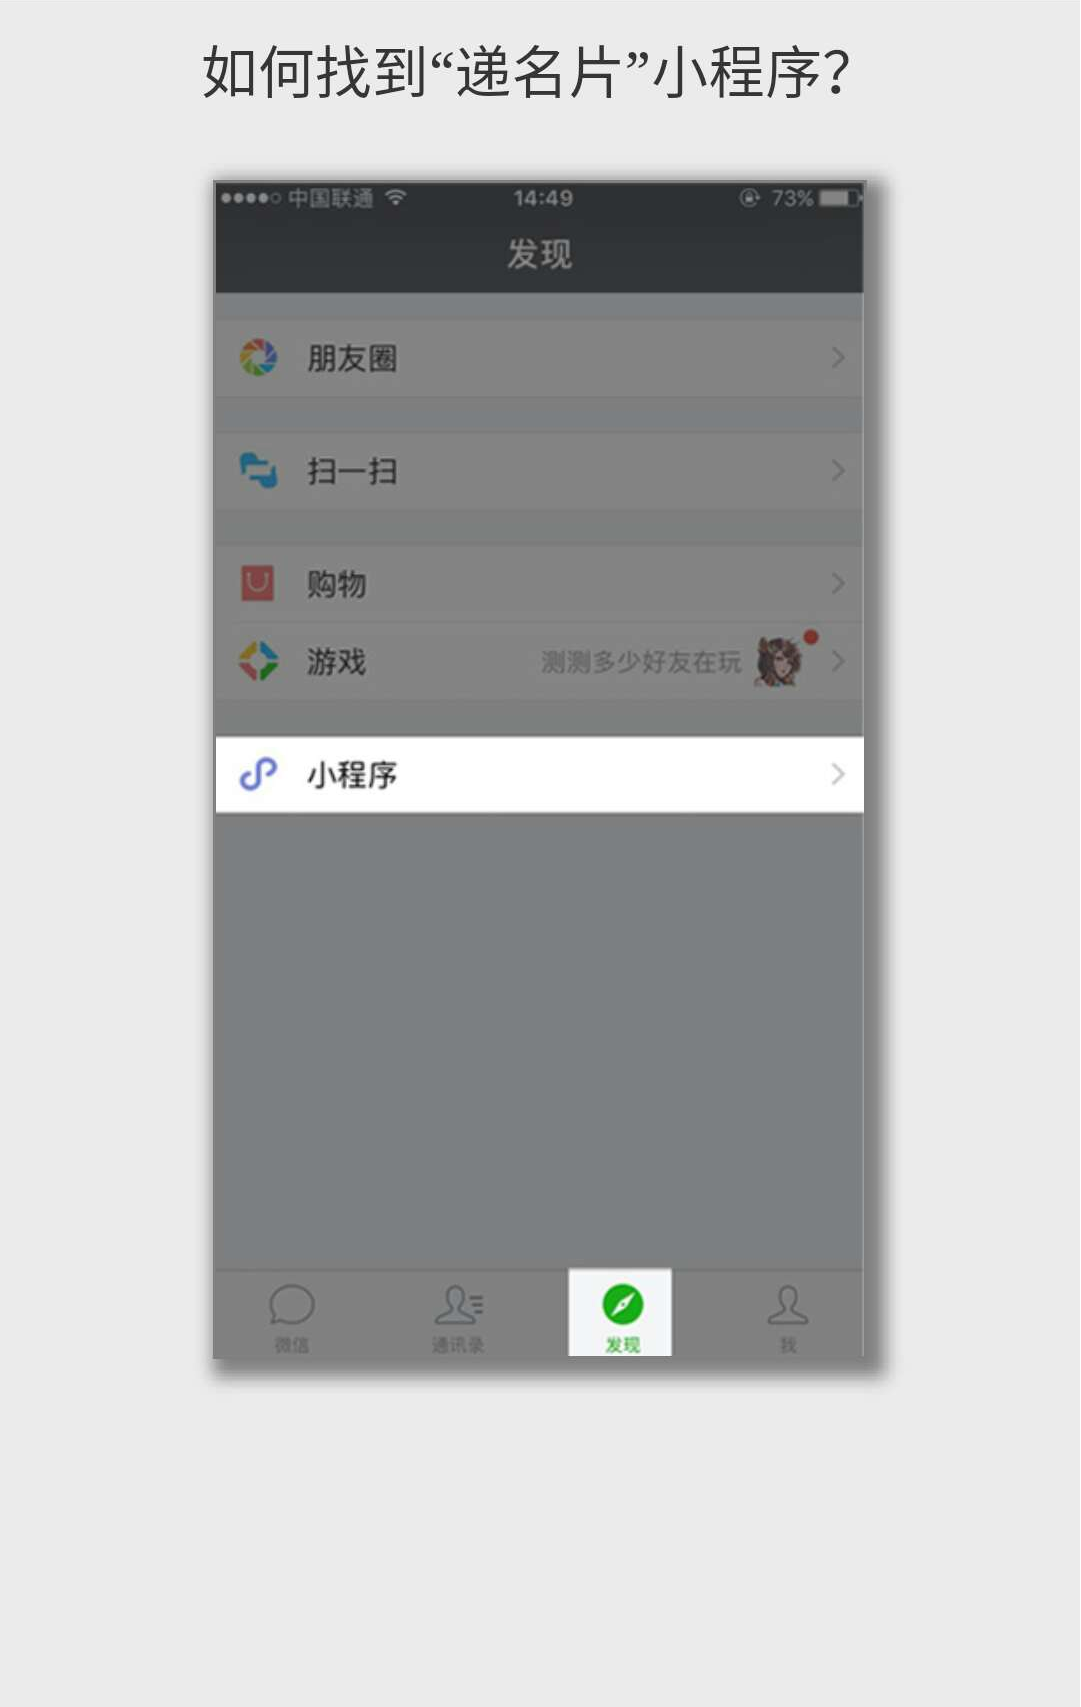 如何找到“递名片”小程序？
中国联通 14:49 73%
发现
朋友圈
扫一扫
购物
游戏 测测多少好友在玩
小程序
微信 通讯录 发现 我